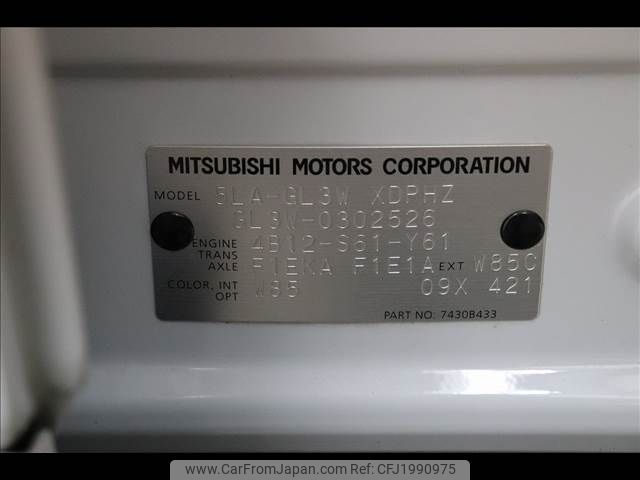 MITSUBISHI MOTORS CORPORATION
MODEL 5LA-GL3W XDPHZ
GL3W-0302526
ENGINE 4B12-S61-Y61
TRANS
AXLE F1EKA F1E1A EXT W85C
COLOR, INT W85 09X 421
OPT
PART NO: 7430B433
www.CarFromJapan.com - CFJ1990975